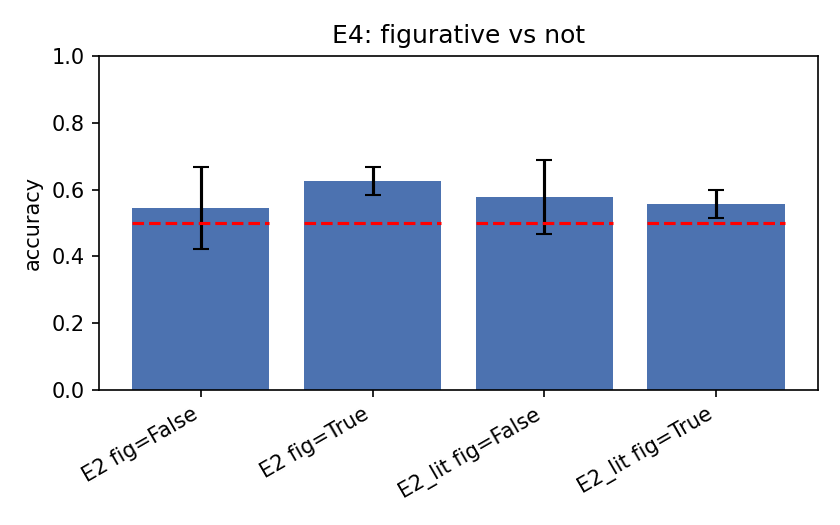 E4: figurative vs not
accuracy
1.0
0.8
0.6
0.4
0.2
0.0
E2 fig=False
E2 fig=True
E2_lit fig=False
E2_lit fig=True